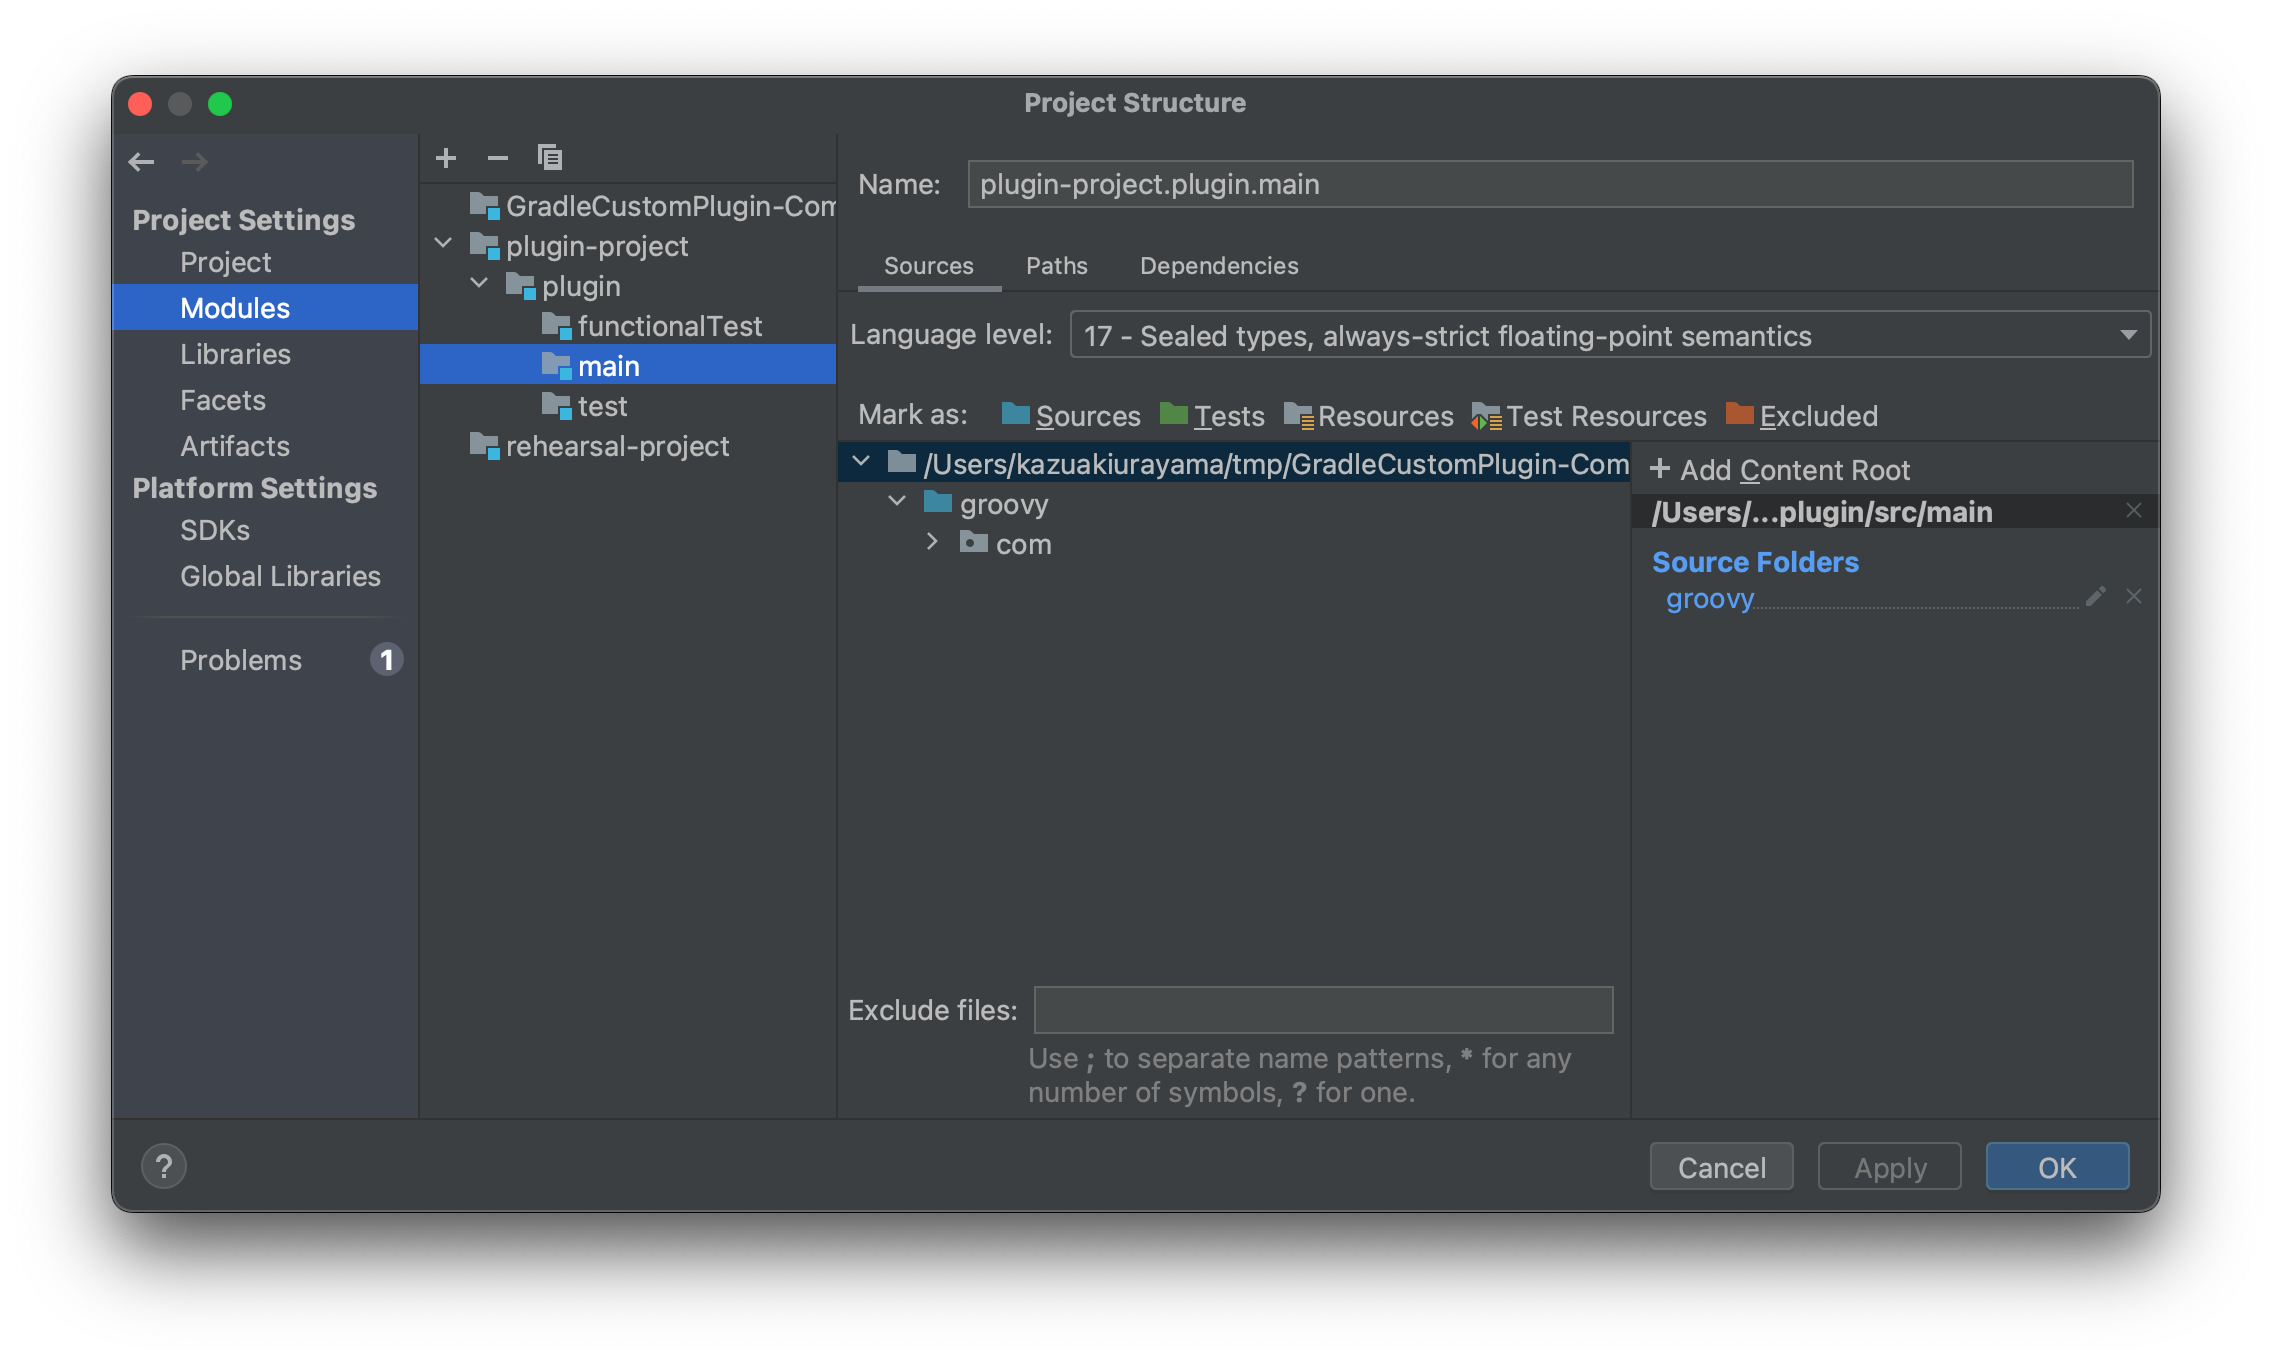 Project Structure
Project Settings
Project
Modules
Libraries
Facets
Artifacts
Platform Settings
SDKs
Global Libraries
Problems 1
GradleCustomPlugin-Com
plugin-project
plugin
functionalTest
main
test
rehearsal-project
Name: plugin-project.plugin.main
Sources Paths Dependencies
Language level: 17 - Sealed types, always-strict floating-point semantics
Mark as: Sources Tests Resources Test Resources Excluded
/Users/kazuakiurayama/tmp/GradleCustomPlugin-Com
groovy
com
+ Add Content Root
/Users/...plugin/src/main
Source Folders
groovy
Exclude files:
Use ; to separate name patterns, * for any
number of symbols, ? for one.
?
Cancel Apply OK